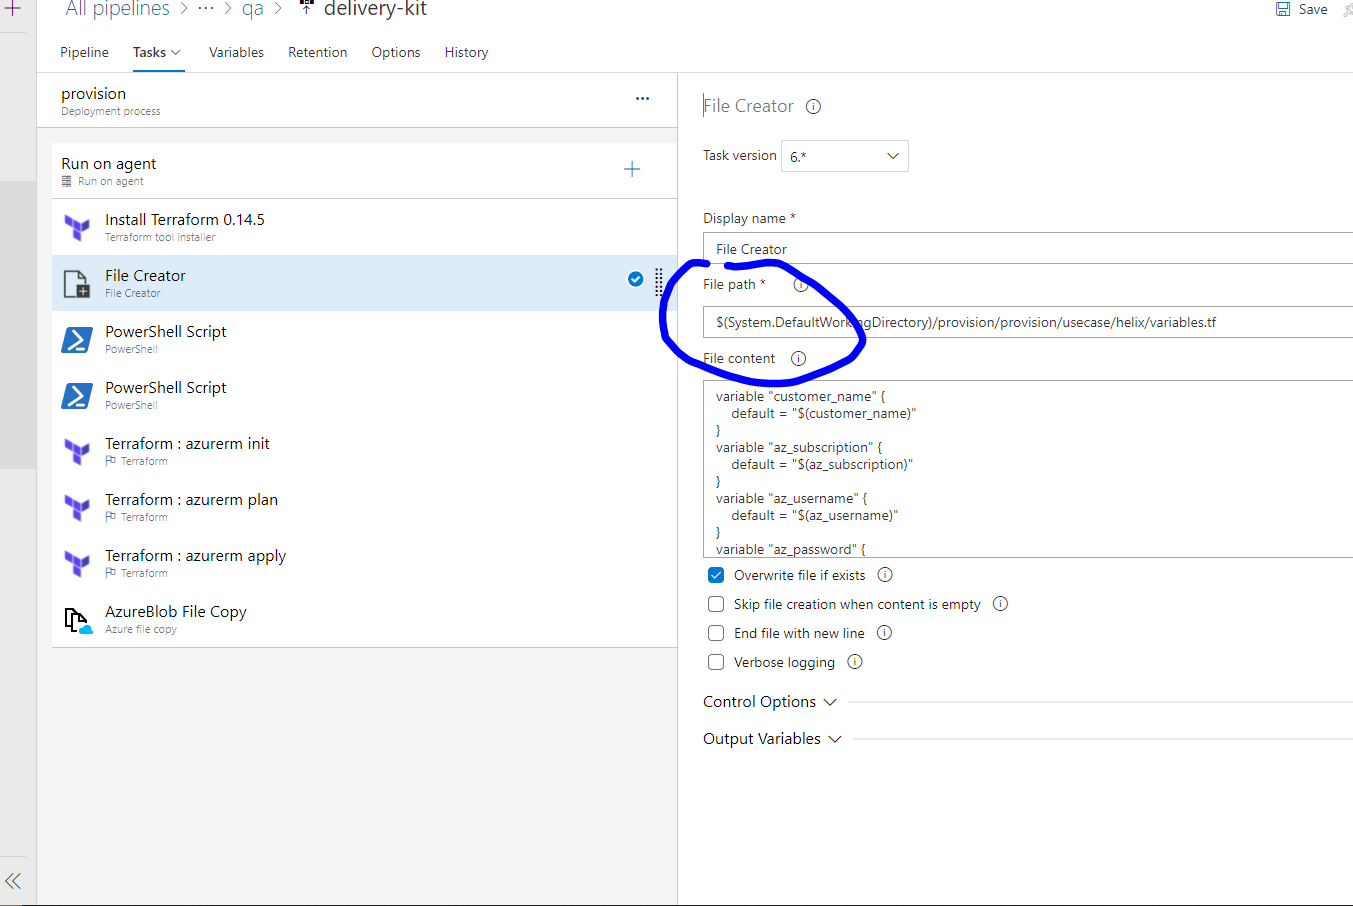 All pipelines > ··· > qa > delivery-kit
Save
Pipeline
Tasks
Variables
Retention
Options
History
provision
Deployment process
Run on agent
Run on agent
Install Terraform 0.14.5
Terraform tool installer
File Creator
File Creator
PowerShell Script
PowerShell
PowerShell Script
PowerShell
Terraform : azurerm init
Terraform
Terraform : azurerm plan
Terraform
Terraform : azurerm apply
Terraform
AzureBlob File Copy
Azure file copy
File Creator
Task version 6.*
Display name *
File Creator
File path *
$(System.DefaultWorkingDirectory)/provision/provision/usecase/helix/variables.tf
File content
variable "customer_name" {
default = "$(customer_name)"
}
variable "az_subscription" {
default = "$(az_subscription)"
}
variable "az_username" {
default = "$(az_username)"
}
variable "az_password" {
Overwrite file if exists
Skip file creation when content is empty
End file with new line
Verbose logging
Control Options
Output Variables